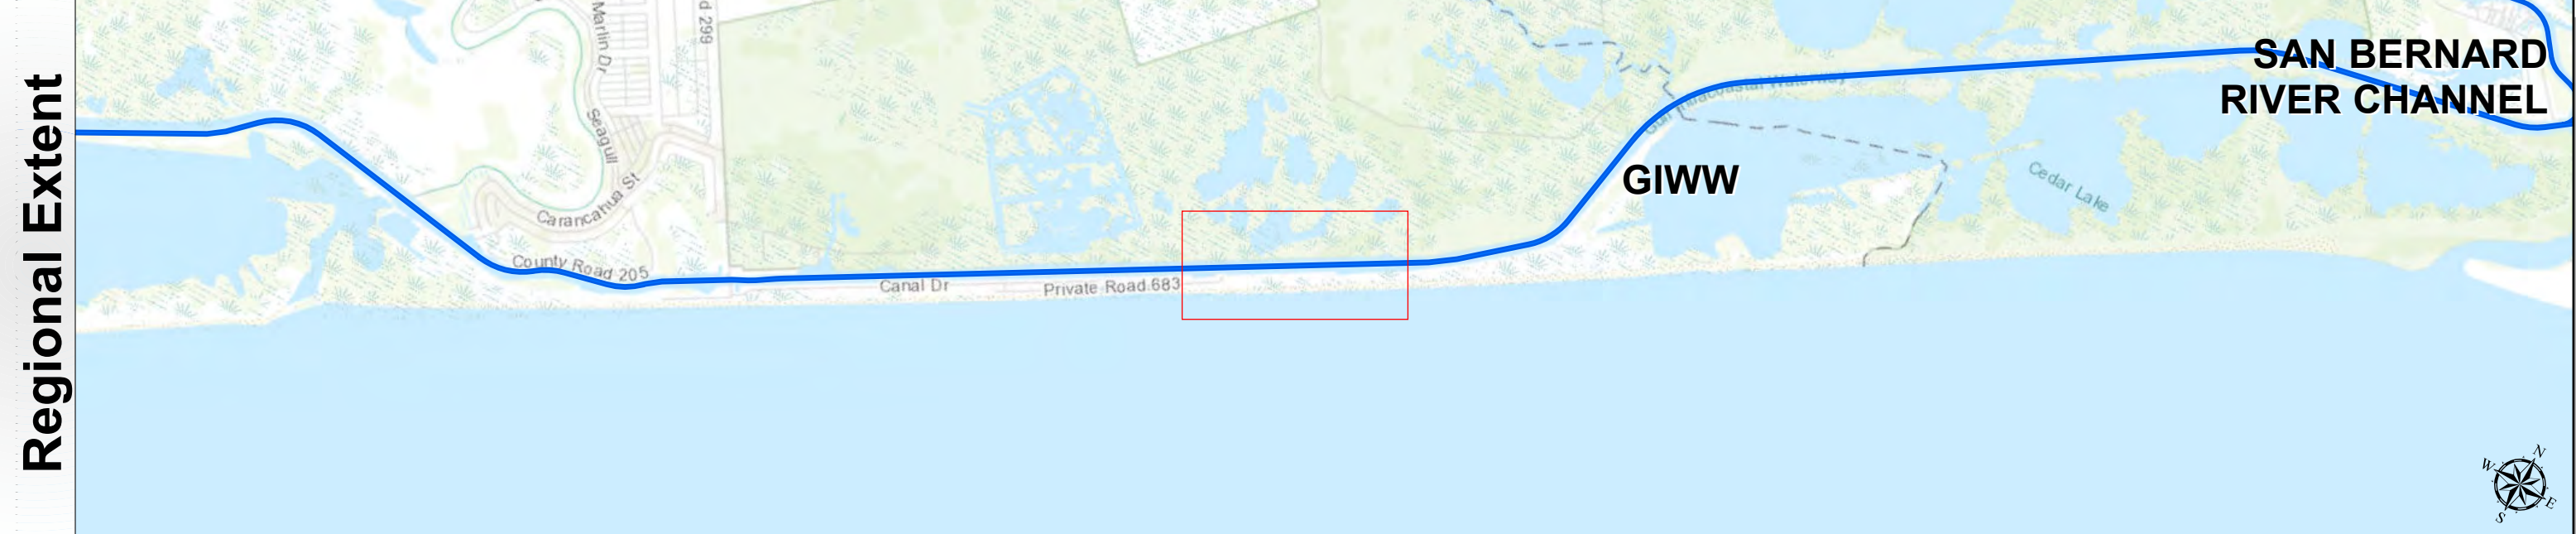 Regional Extent
Marlin Dr
d 299
Seagull
Carancahua St
County Road 205
Canal Dr
Private Road 683
GIWW
Cedar Lake
SAN BERNARD
RIVER CHANNEL
N
W
E
S